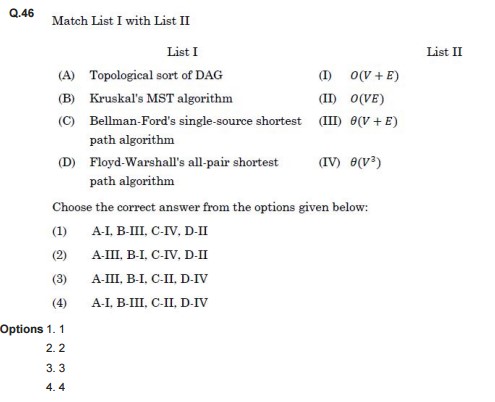 Q.46 Match List I with List II
List I List II
(A) Topological sort of DAG (I) O(V + E)
(B) Kruskal's MST algorithm (II) O(VE)
(C) Bellman-Ford's single-source shortest (III) θ(V + E)
path algorithm
(D) Floyd-Warshall's all-pair shortest (IV) θ(V³)
path algorithm
Choose the correct answer from the options given below:
(1) A-I, B-III, C-IV, D-II
(2) A-III, B-I, C-IV, D-II
(3) A-III, B-I, C-II, D-IV
(4) A-I, B-III, C-II, D-IV
Options 1. 1
2. 2
3. 3
4. 4